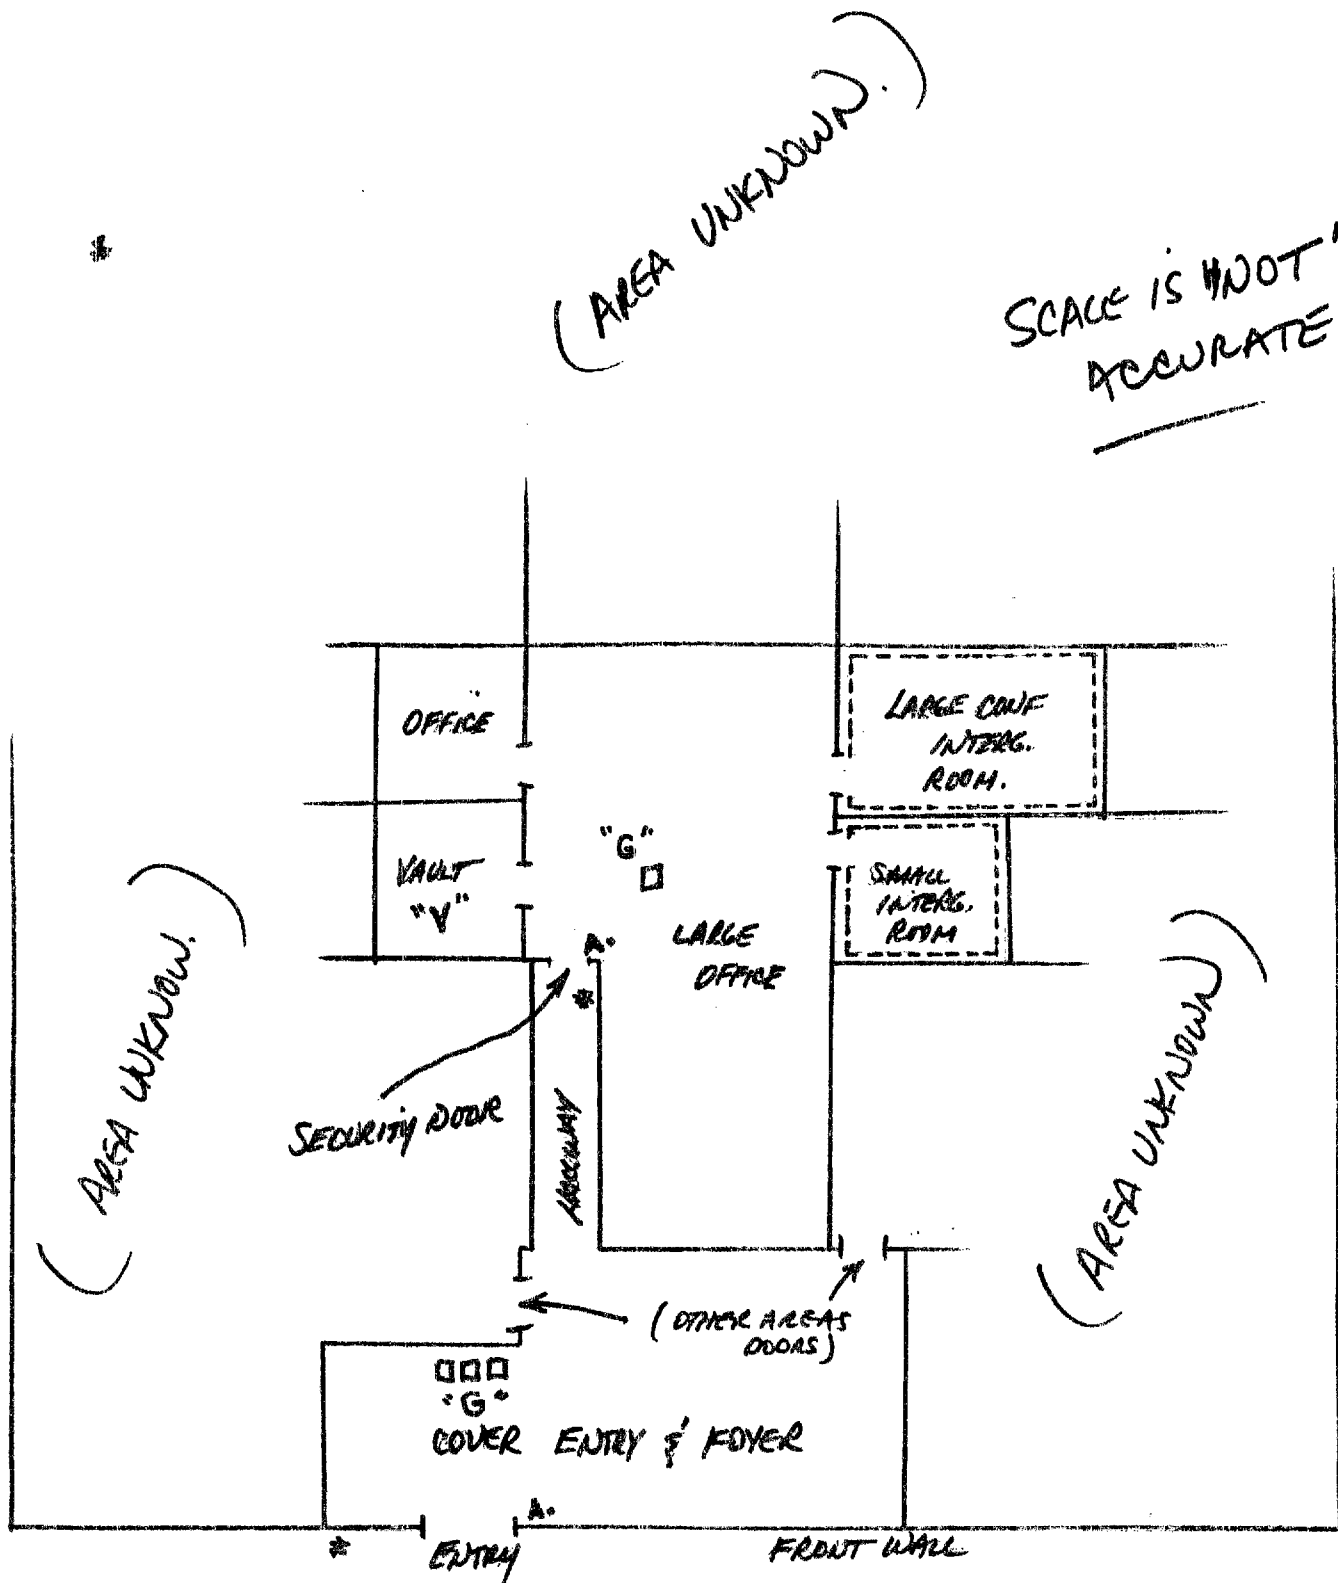 (AREA UNKNOWN.)
*
SCALE IS "NOT"
ACCURATE
OFFICE
LARGE CONF
INTERG.
ROOM.
"G"
VAULT
"V"
SMALL
INTERG.
ROOM
A.
LARGE
OFFICE
*
(AREA UNKNOW.)
SECURITY DOOR
HALLWAY
(AREA UNKNOWN)
(OTHER AREAS
DOORS)
"G"
COVER ENTRY & FOYER
A.
*
ENTRY
FRONT WALL